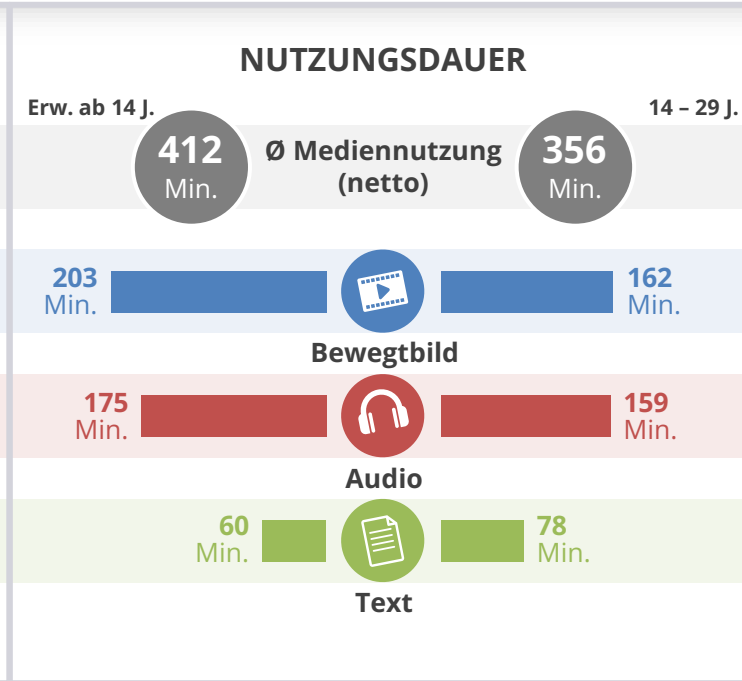 NUTZUNGSDAUER
Erw. ab 14 J.
14 – 29 J.
412
Min.
Ø Mediennutzung
(netto)
356
Min.
203
Min.
162
Min.
Bewegtbild
175
Min.
159
Min.
Audio
60
Min.
78
Min.
Text